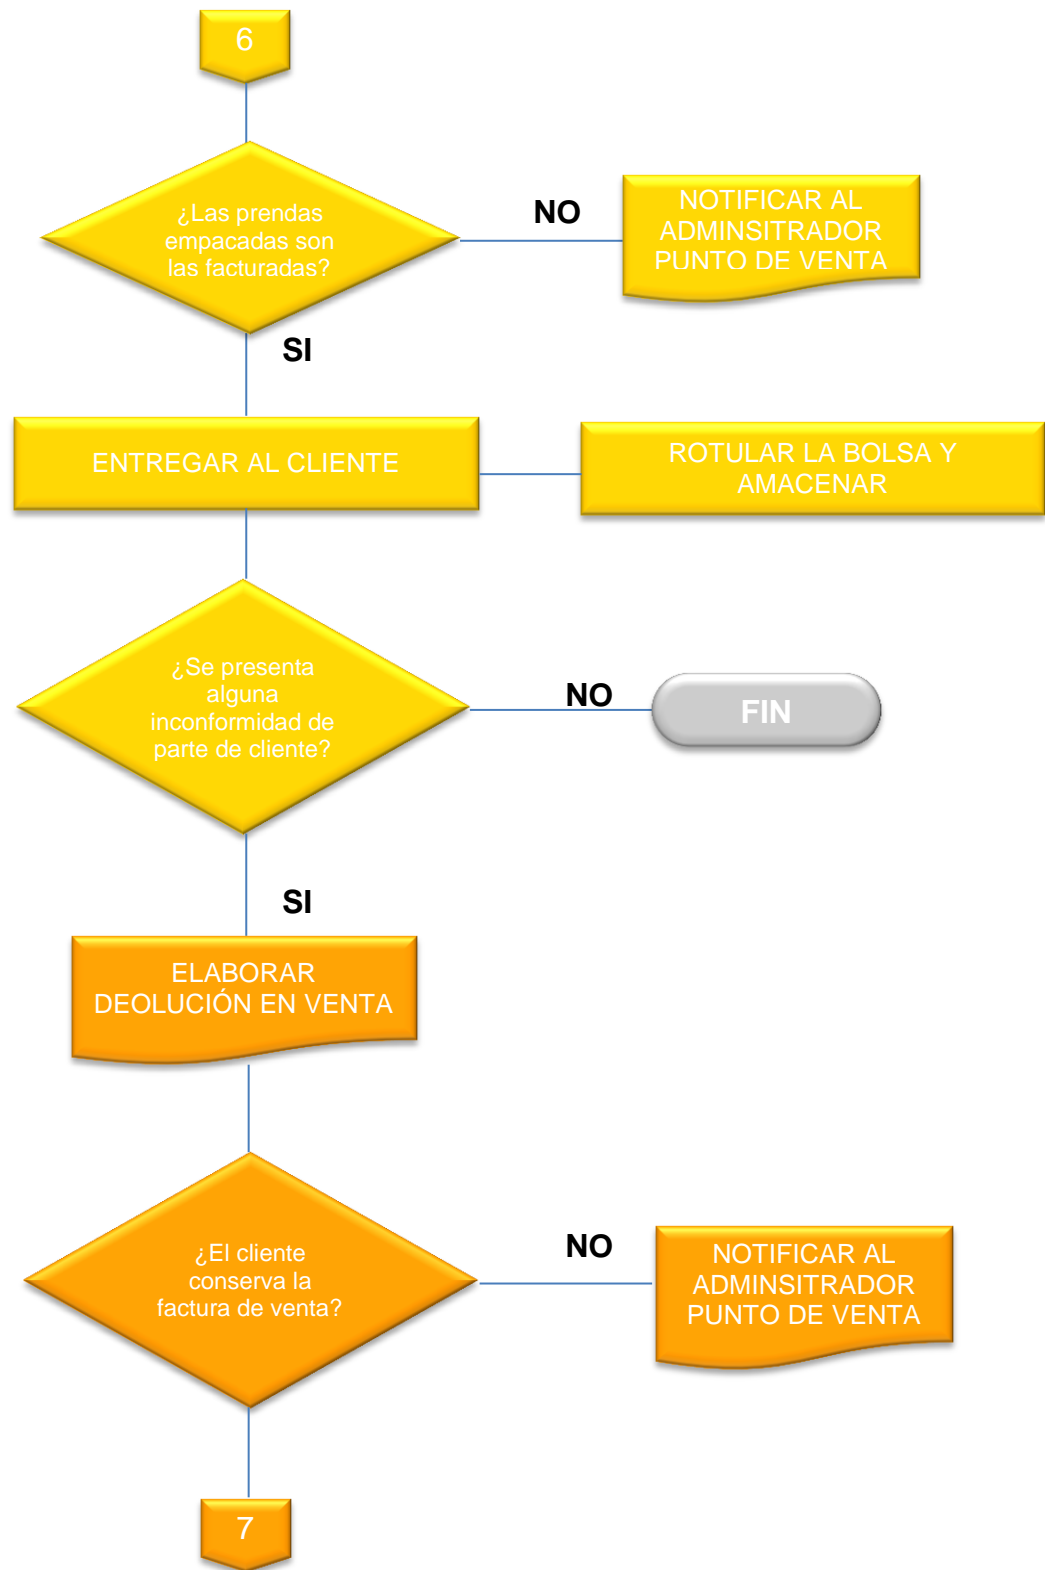 6
¿Las prendas
empacadas son
las facturadas?
NO
NOTIFICAR AL
ADMINSITRADOR
PUNTO DE VENTA
SI
ENTREGAR AL CLIENTE
ROTULAR LA BOLSA Y
AMACENAR
¿Se presenta
alguna
inconformidad de
parte de cliente?
NO
FIN
SI
ELABORAR
DEOLUCIÓN EN VENTA
¿El cliente
conserva la
factura de venta?
NO
NOTIFICAR AL
ADMINSITRADOR
PUNTO DE VENTA
7